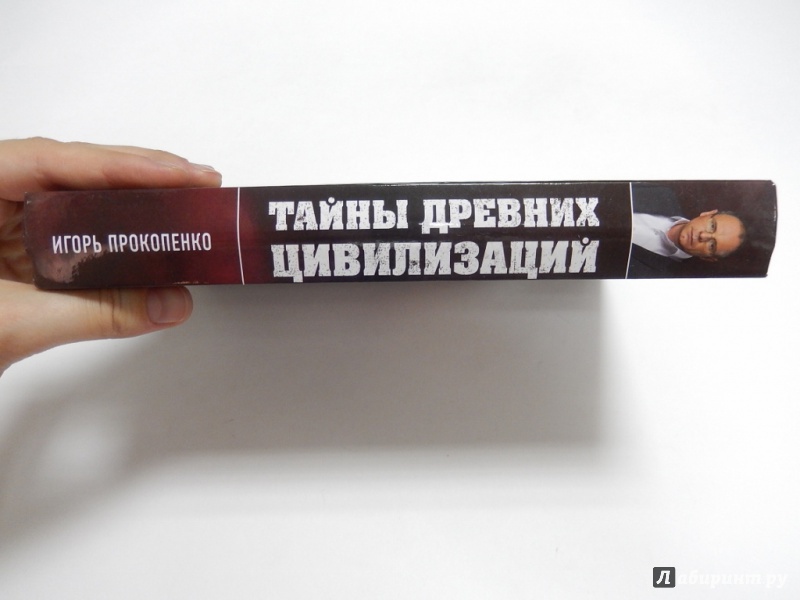 ИГОРЬ ПРОКОПЕНКО
ТАЙНЫ ДРЕВНИХ
ЦИВИЛИЗАЦИЙ
Л Лабиринт.ру